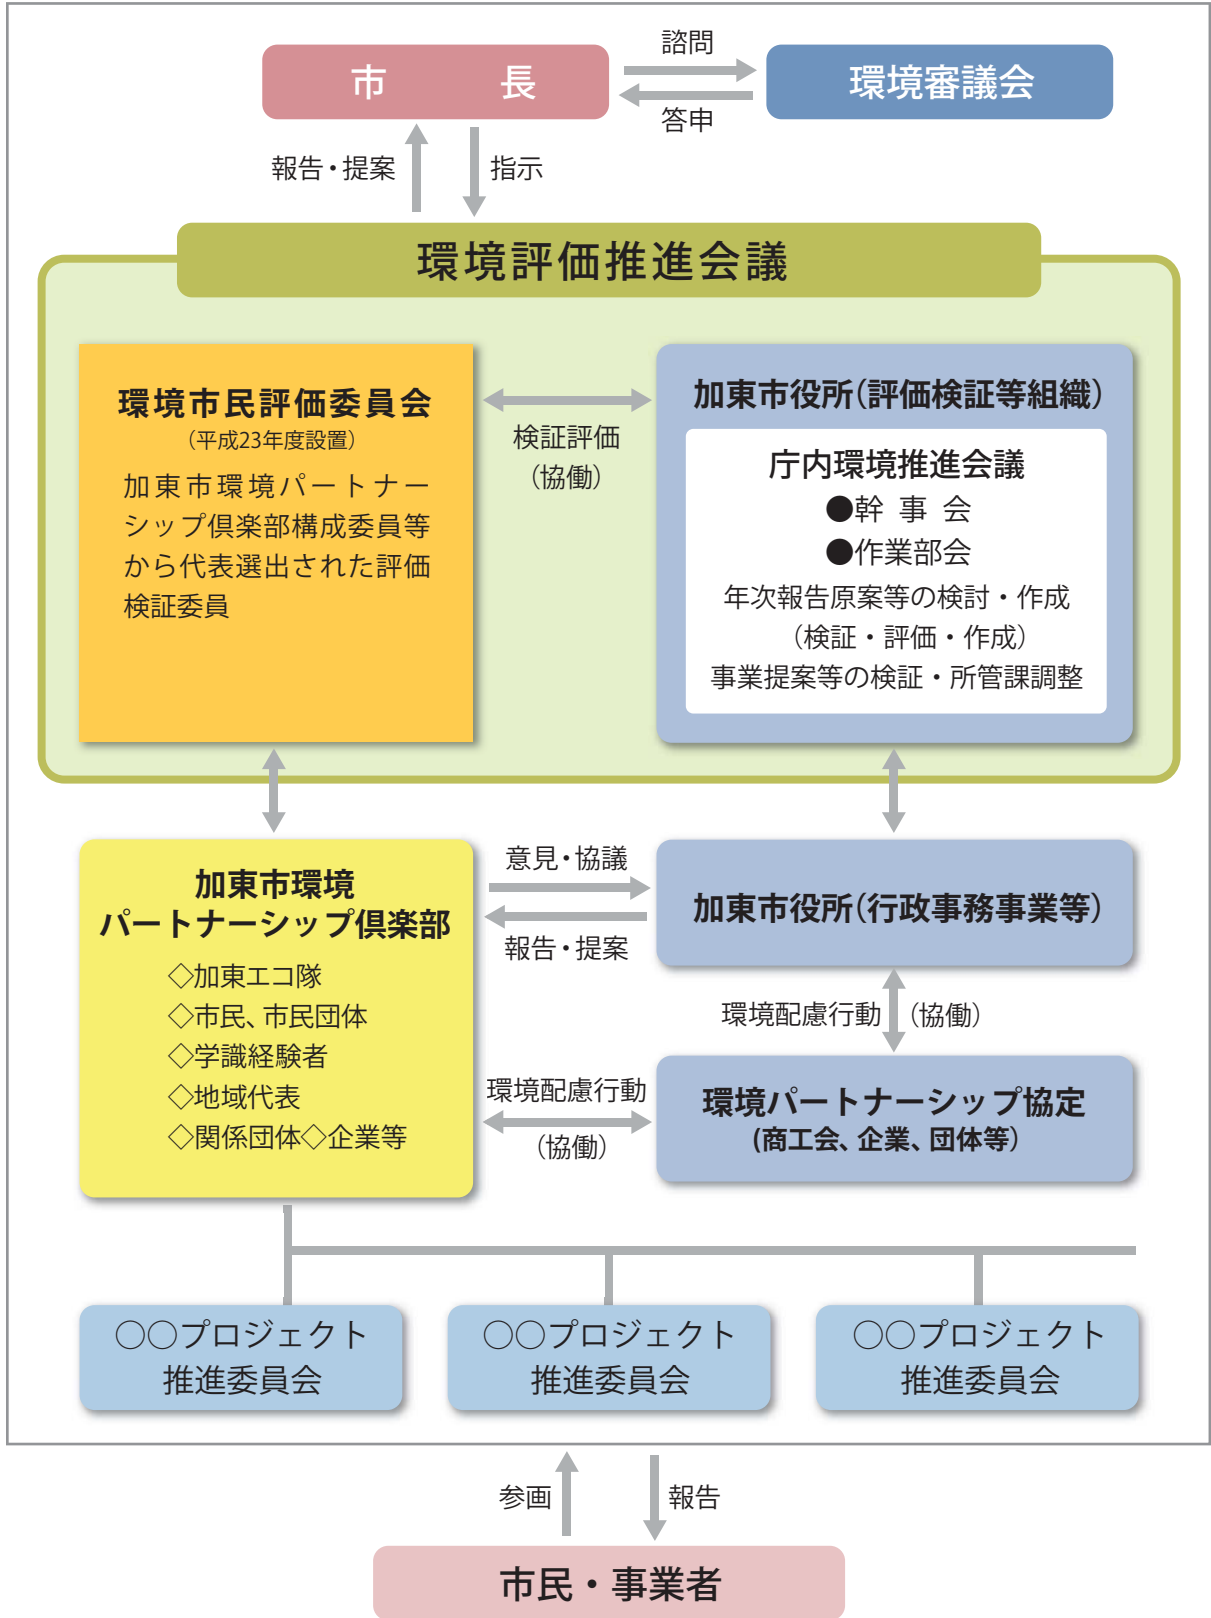 市　長
諮問
答申
環境審議会
報告・提案
指示
環境評価推進会議
環境市民評価委員会
（平成23年度設置）
加東市環境パートナー
シップ倶楽部構成委員等
から代表選出された評価
検証委員
検証評価
（協働）
加東市役所（評価検証等組織）
庁内環境推進会議
●幹 事 会
●作業部会
年次報告原案等の検討・作成
（検証・評価・作成）
事業提案等の検証・所管課調整
加東市環境
パートナーシップ倶楽部
◇加東エコ隊
◇市民、市民団体
◇学識経験者
◇地域代表
◇関係団体◇企業等
意見・協議
報告・提案
加東市役所（行政事務事業等）
環境配慮行動（協働）
環境配慮行動
（協働）
環境パートナーシップ協定
(商工会、企業、団体等）
〇〇プロジェクト
推進委員会
〇〇プロジェクト
推進委員会
〇〇プロジェクト
推進委員会
参画
報告
市民・事業者